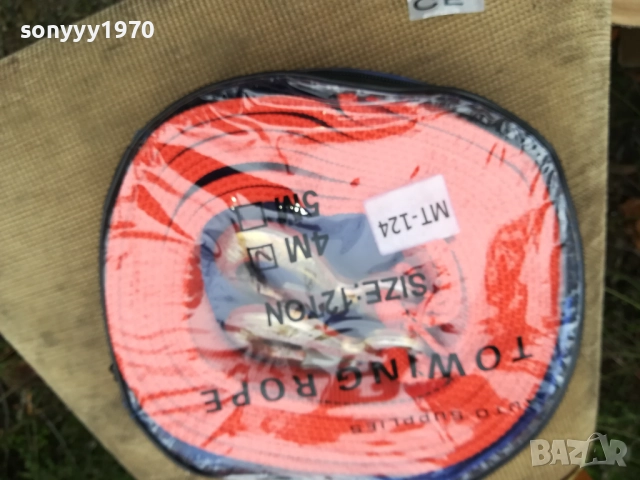 sonyyy1970
AUTO SUPPLIES
TOWING ROPE
SIZE:12TON
4M
5M
MT-124
BAZAR